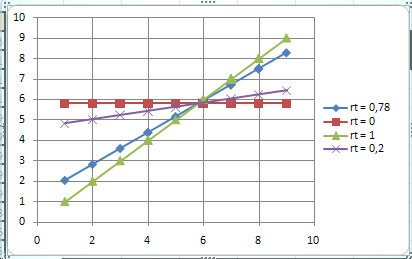 10
9
8
7
6
5
4
3
2
1
0
0 2 4 6 8 10
rt = 0,78
rt = 0
rt = 1
rt = 0,2